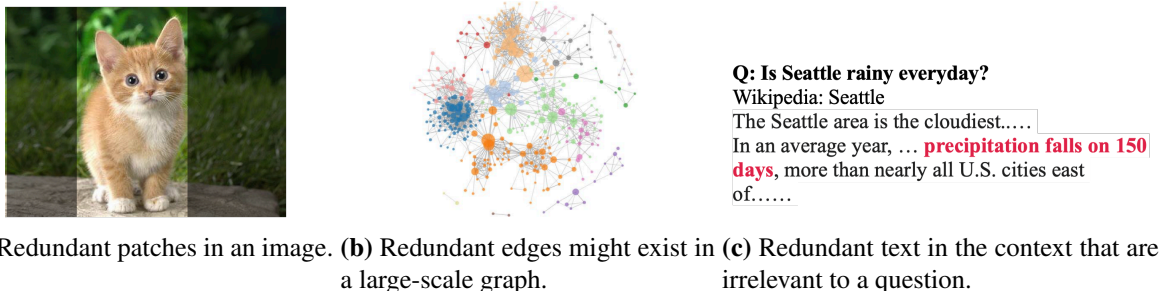 Q: Is Seattle rainy everyday?
Wikipedia: Seattle
The Seattle area is the cloudiest..…
In an average year, … precipitation falls on 150
days, more than nearly all U.S. cities east
of……
Redundant patches in an image.
(b) Redundant edges might exist in
a large-scale graph.
(c) Redundant text in the context that are
irrelevant to a question.